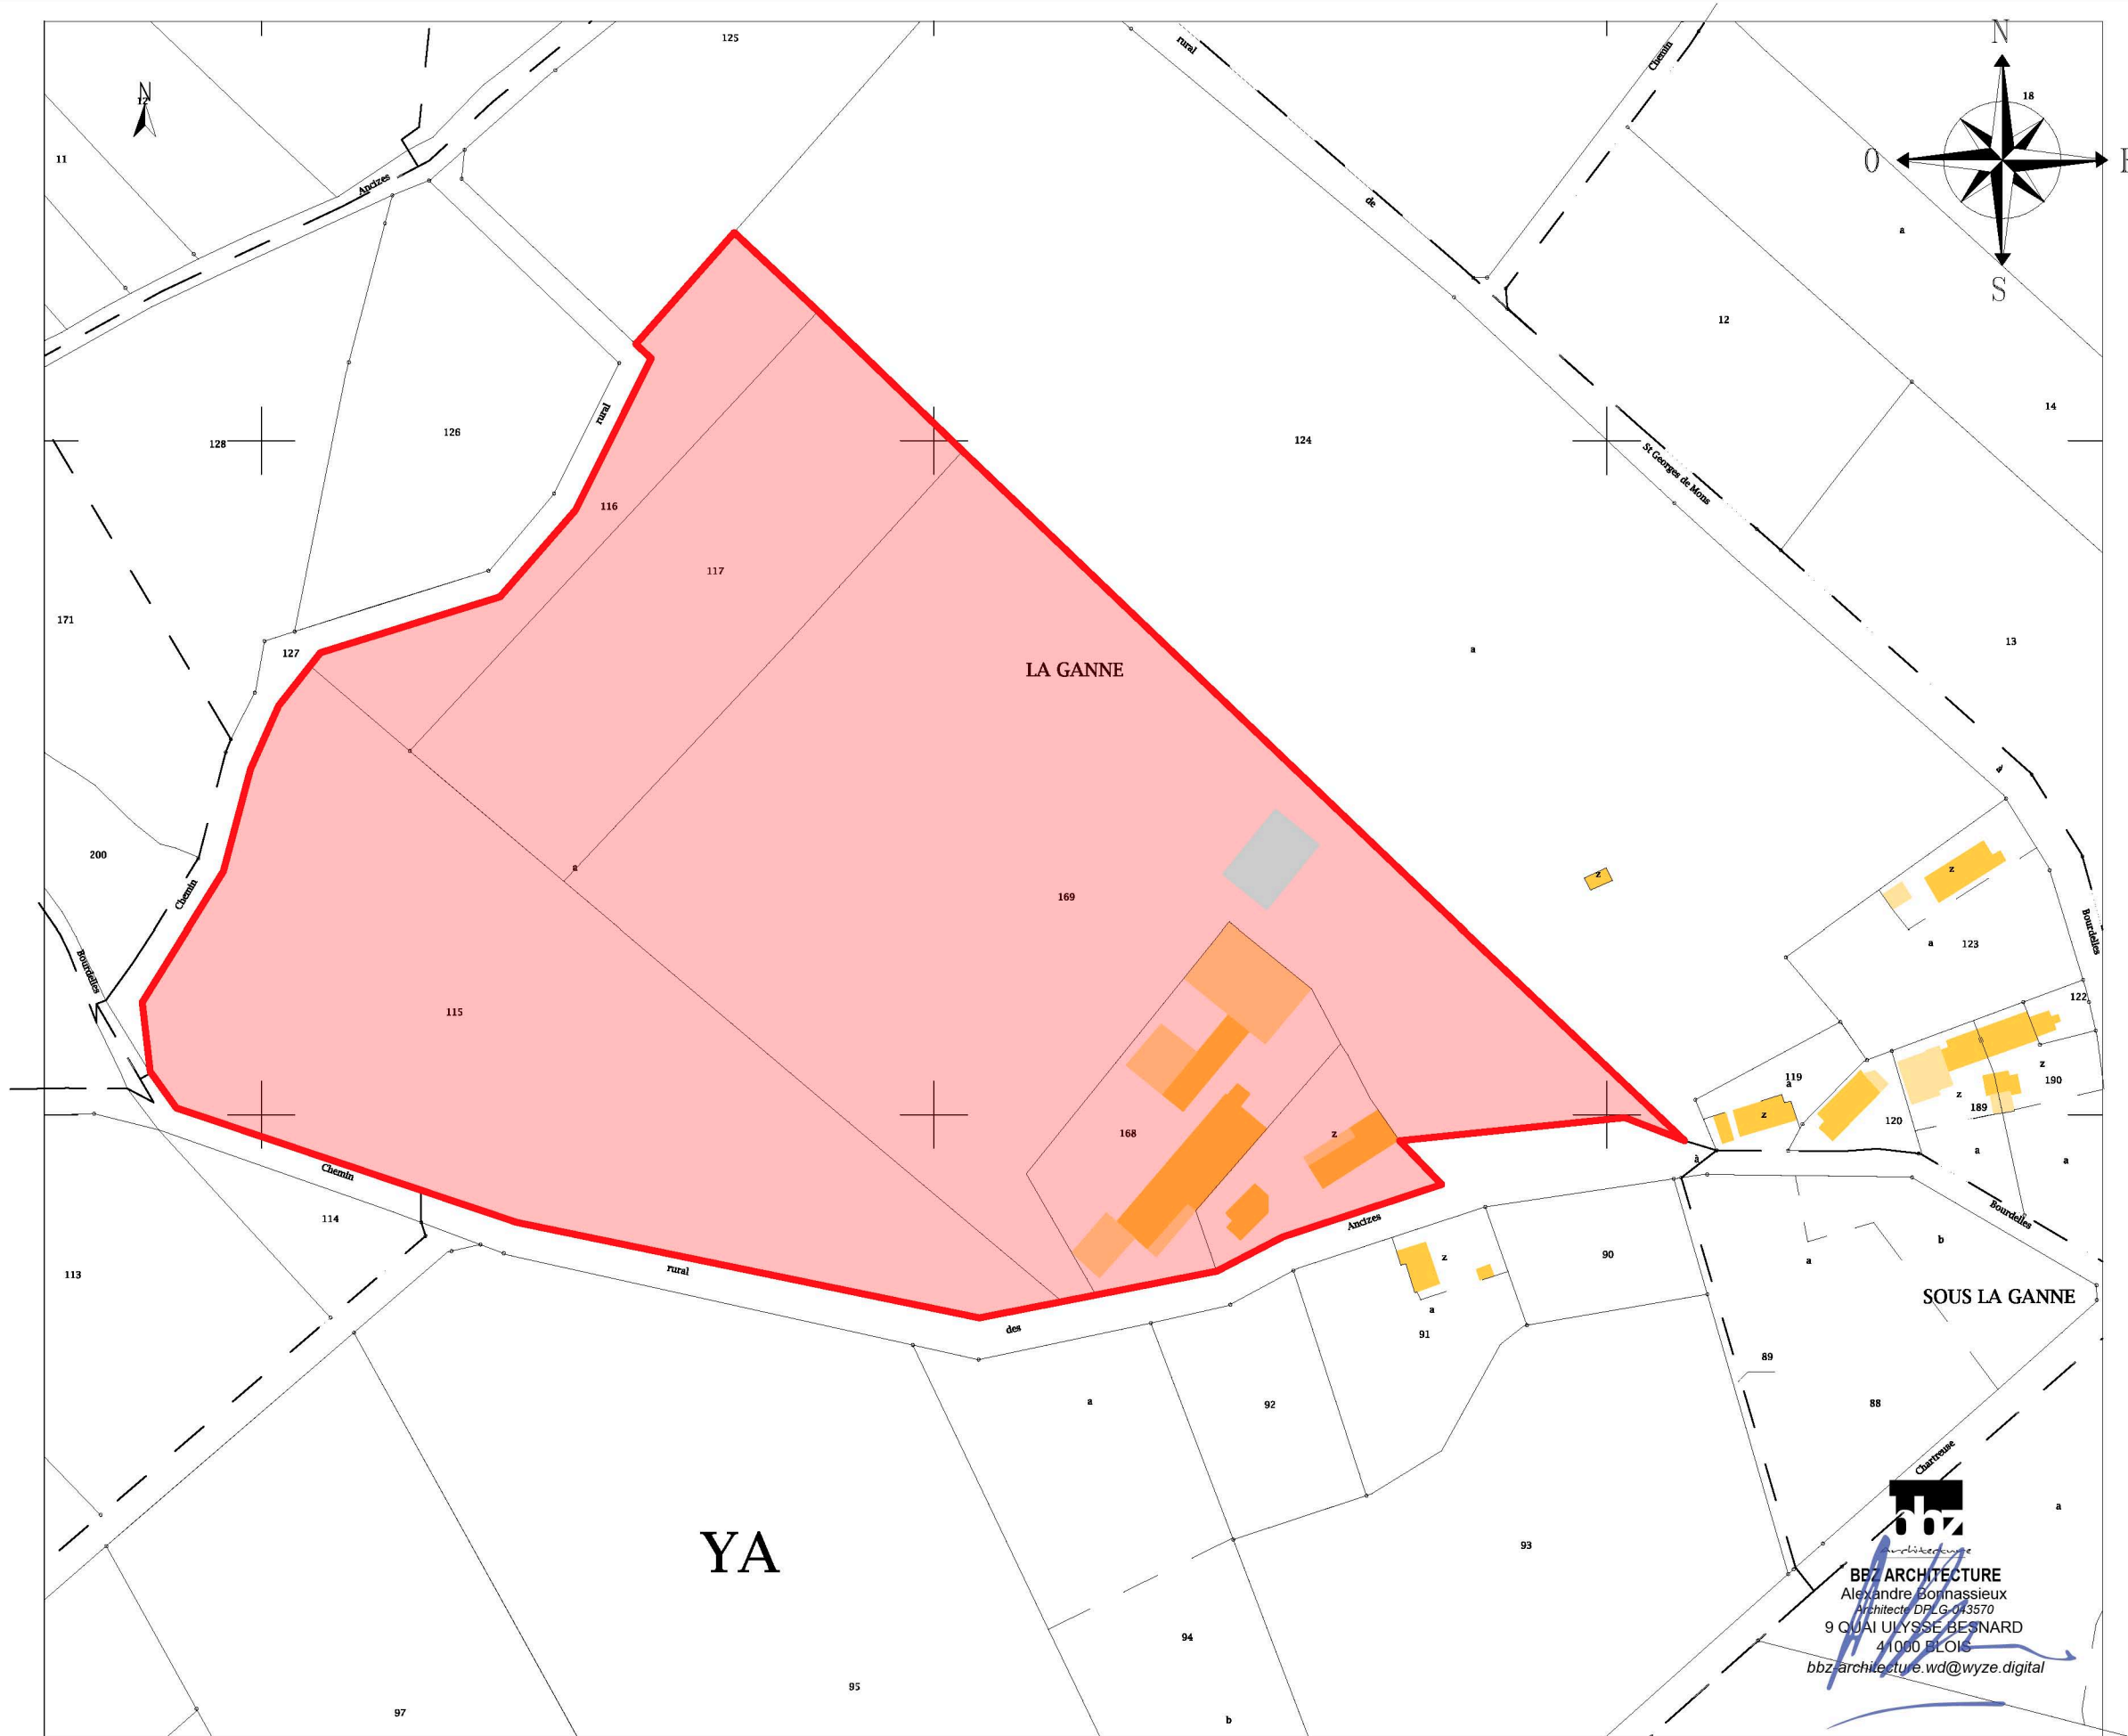 125
rural
Chemin
N
N
12
18
11
Ancizes
O
de
a
S
12
14
rural
126
128
124
St Georges de Mons
116
117
171
13
127
LA GANNE
a
à
200
a
z
z
Chemin
169
Bourdelles
a
123
Bourdelles
122
115
z
119
a
190
z
z
189
120
168
z
a
a
à
Chemin
114
Ancizes
Bourdelles
b
rural
113
z
90
a
SOUS LA GANNE
des
a
91
89
a
92
88
Chartreuse
a
YA
93
94
95
97
b
bbz
Architecture
BBZ ARCHITECTURE
Alexandre Bonnassieux
Architecte DPLG-043570
9 QUAI ULYSSE BESNARD
41000 BLOIS
bbz-architecture.wd@wyze.digital